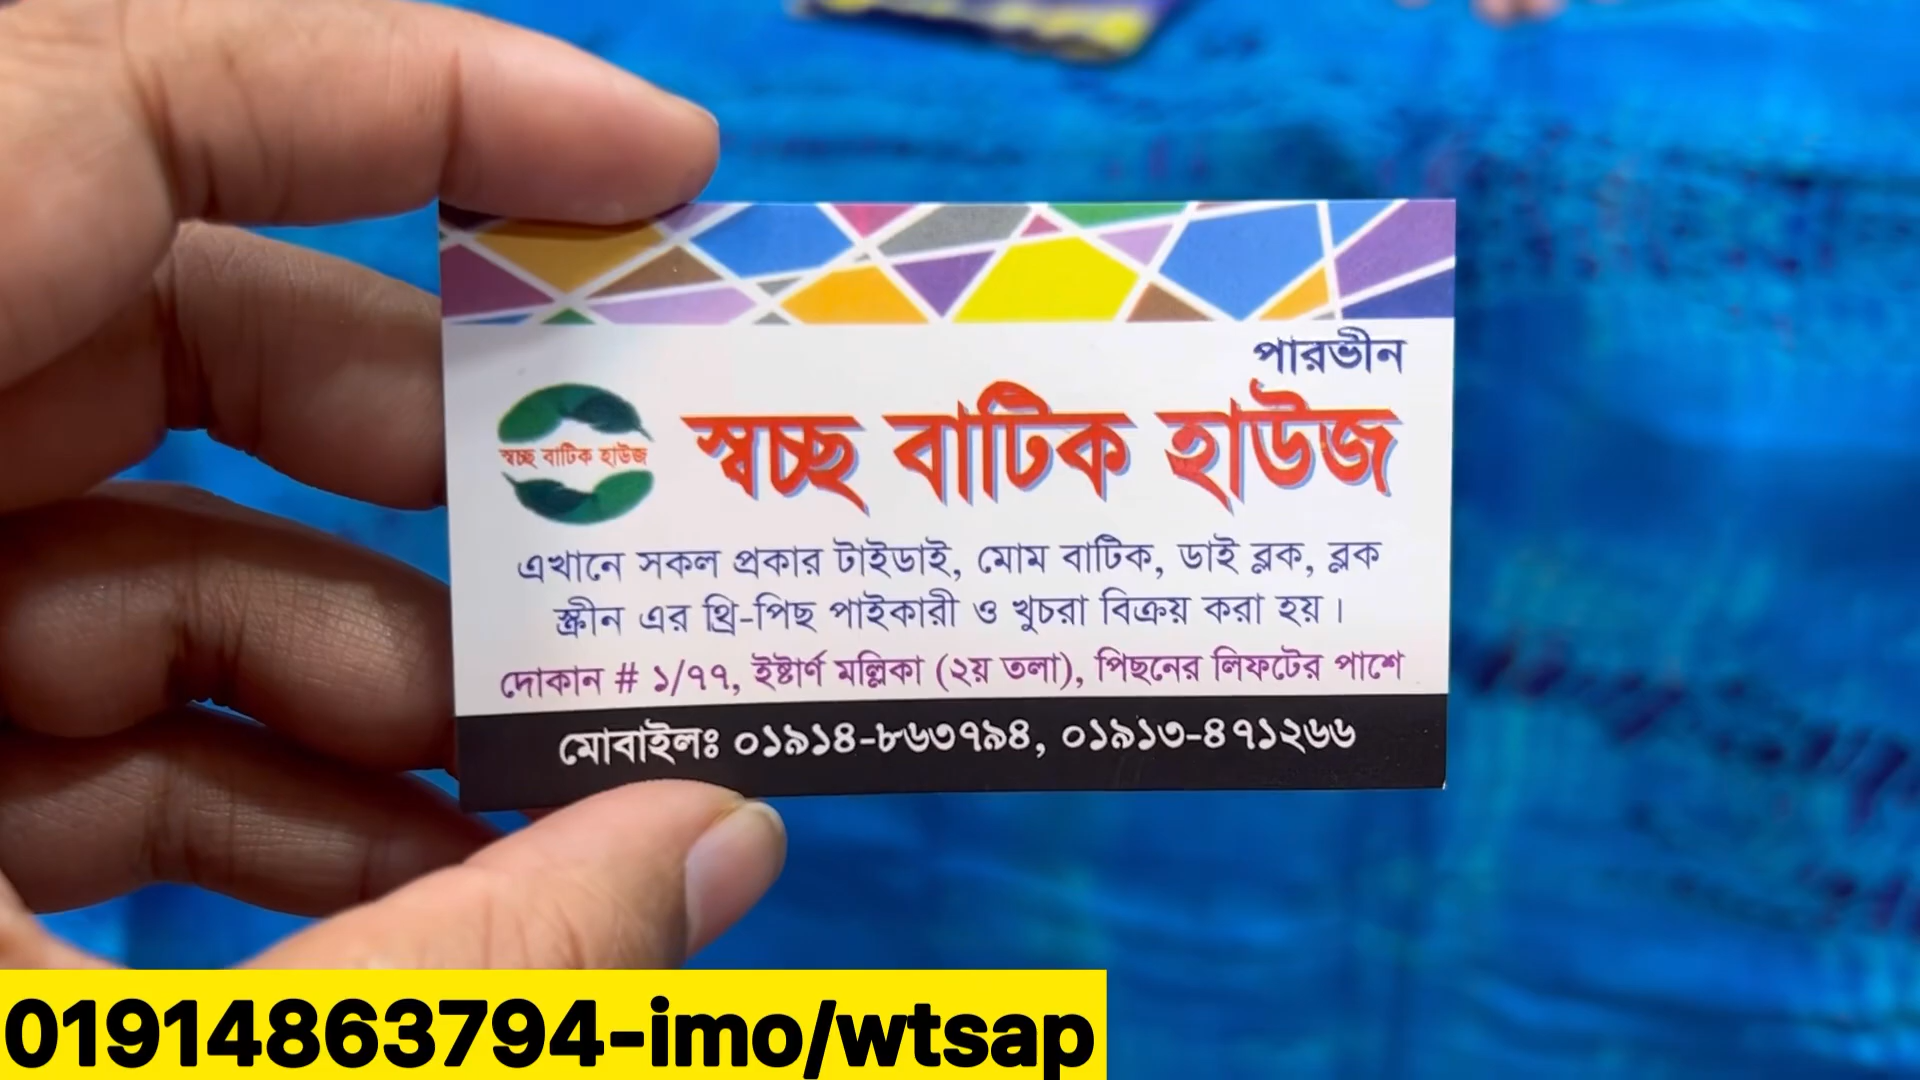 পারভীন
স্বচ্ছ বাটিক হাউজ
স্বচ্ছ বাটিক হাউজ
এখানে সকল প্রকার টাইডাই, মোম বাটিক, ডাই ব্লক, ব্লক
স্ক্রীন এর থ্রি-পিছ পাইকারী ও খুচরা বিক্রয় করা হয়।
দোকান # ১/৭৭, ইষ্টার্ণ মল্লিকা (২য় তলা), পিছনের লিফটের পাশে
মোবাইলঃ ০১৯১৪-৮৬৩৭৯৪, ০১৯১৩-৪৭১২৬৬
01914863794-imo/wtsap